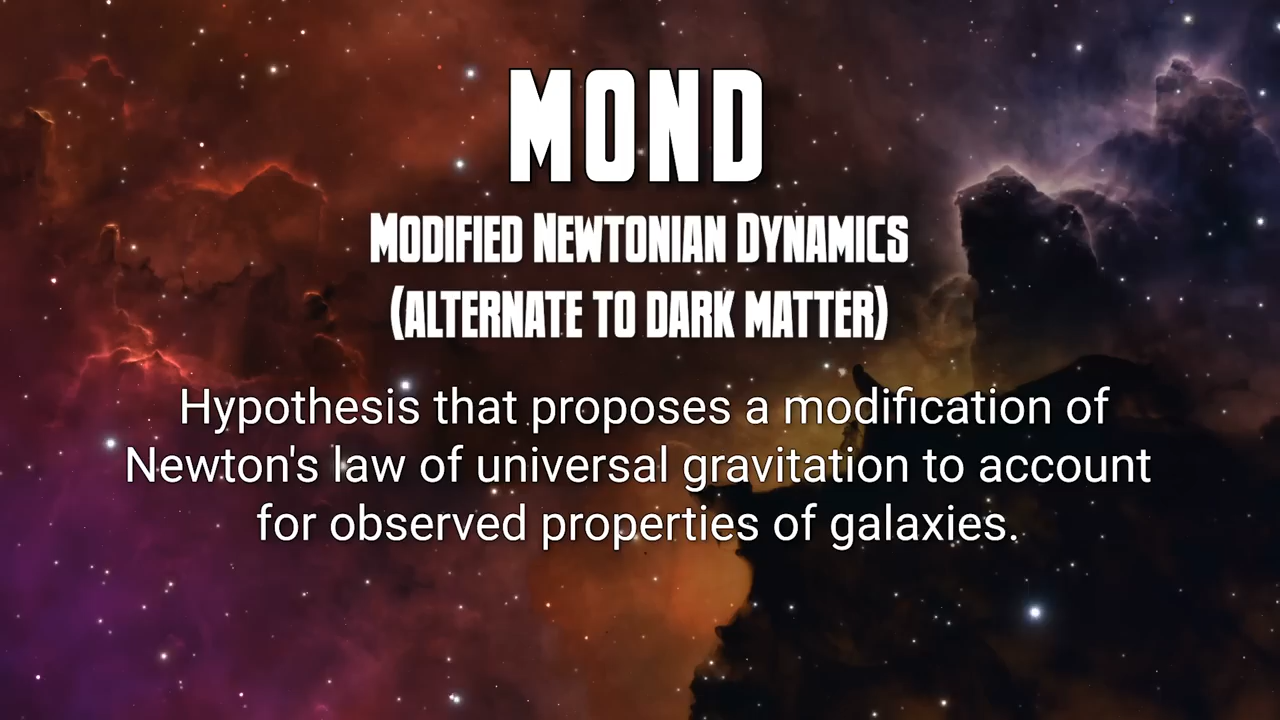 MOND
MODIFIED NEWTONIAN DYNAMICS
(ALTERNATE TO DARK MATTER)
Hypothesis that proposes a modification of
Newton's law of universal gravitation to account
for observed properties of galaxies.